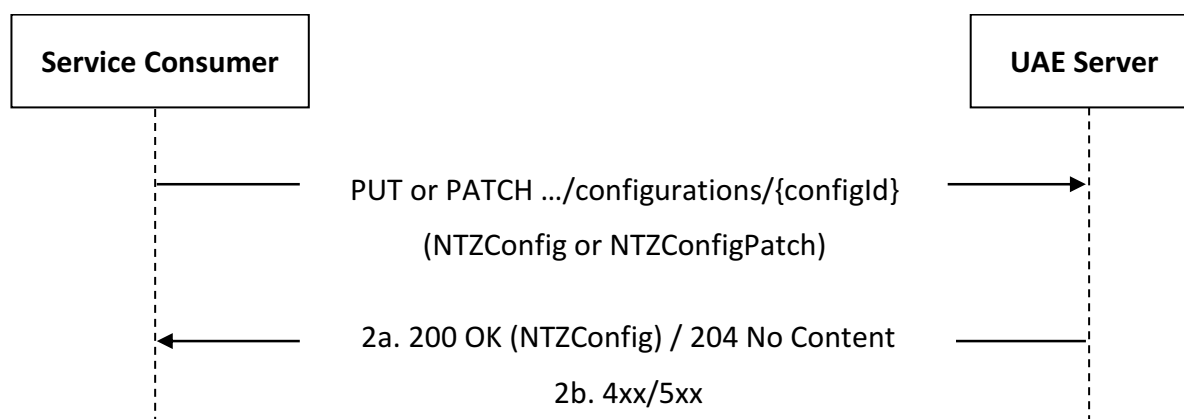 Service Consumer
UAE Server
PUT or PATCH …/configurations/{configId}
(NTZConfig or NTZConfigPatch)
2a. 200 OK (NTZConfig) / 204 No Content
2b. 4xx/5xx